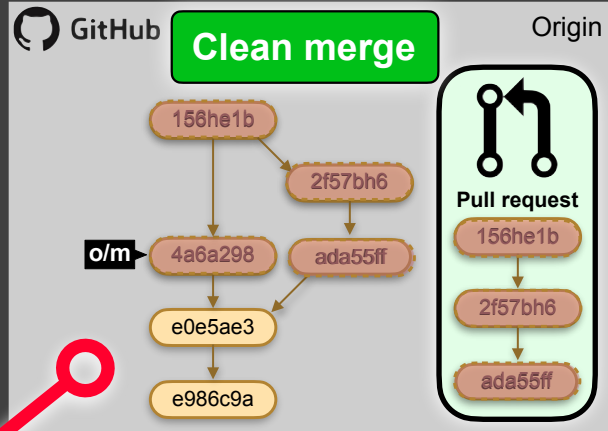 GitHub
Clean merge
Origin
156he1b
2f57bh6
o/m
4a6a298
ada55ff
e0e5ae3
e986c9a
Pull request
156he1b
2f57bh6
ada55ff